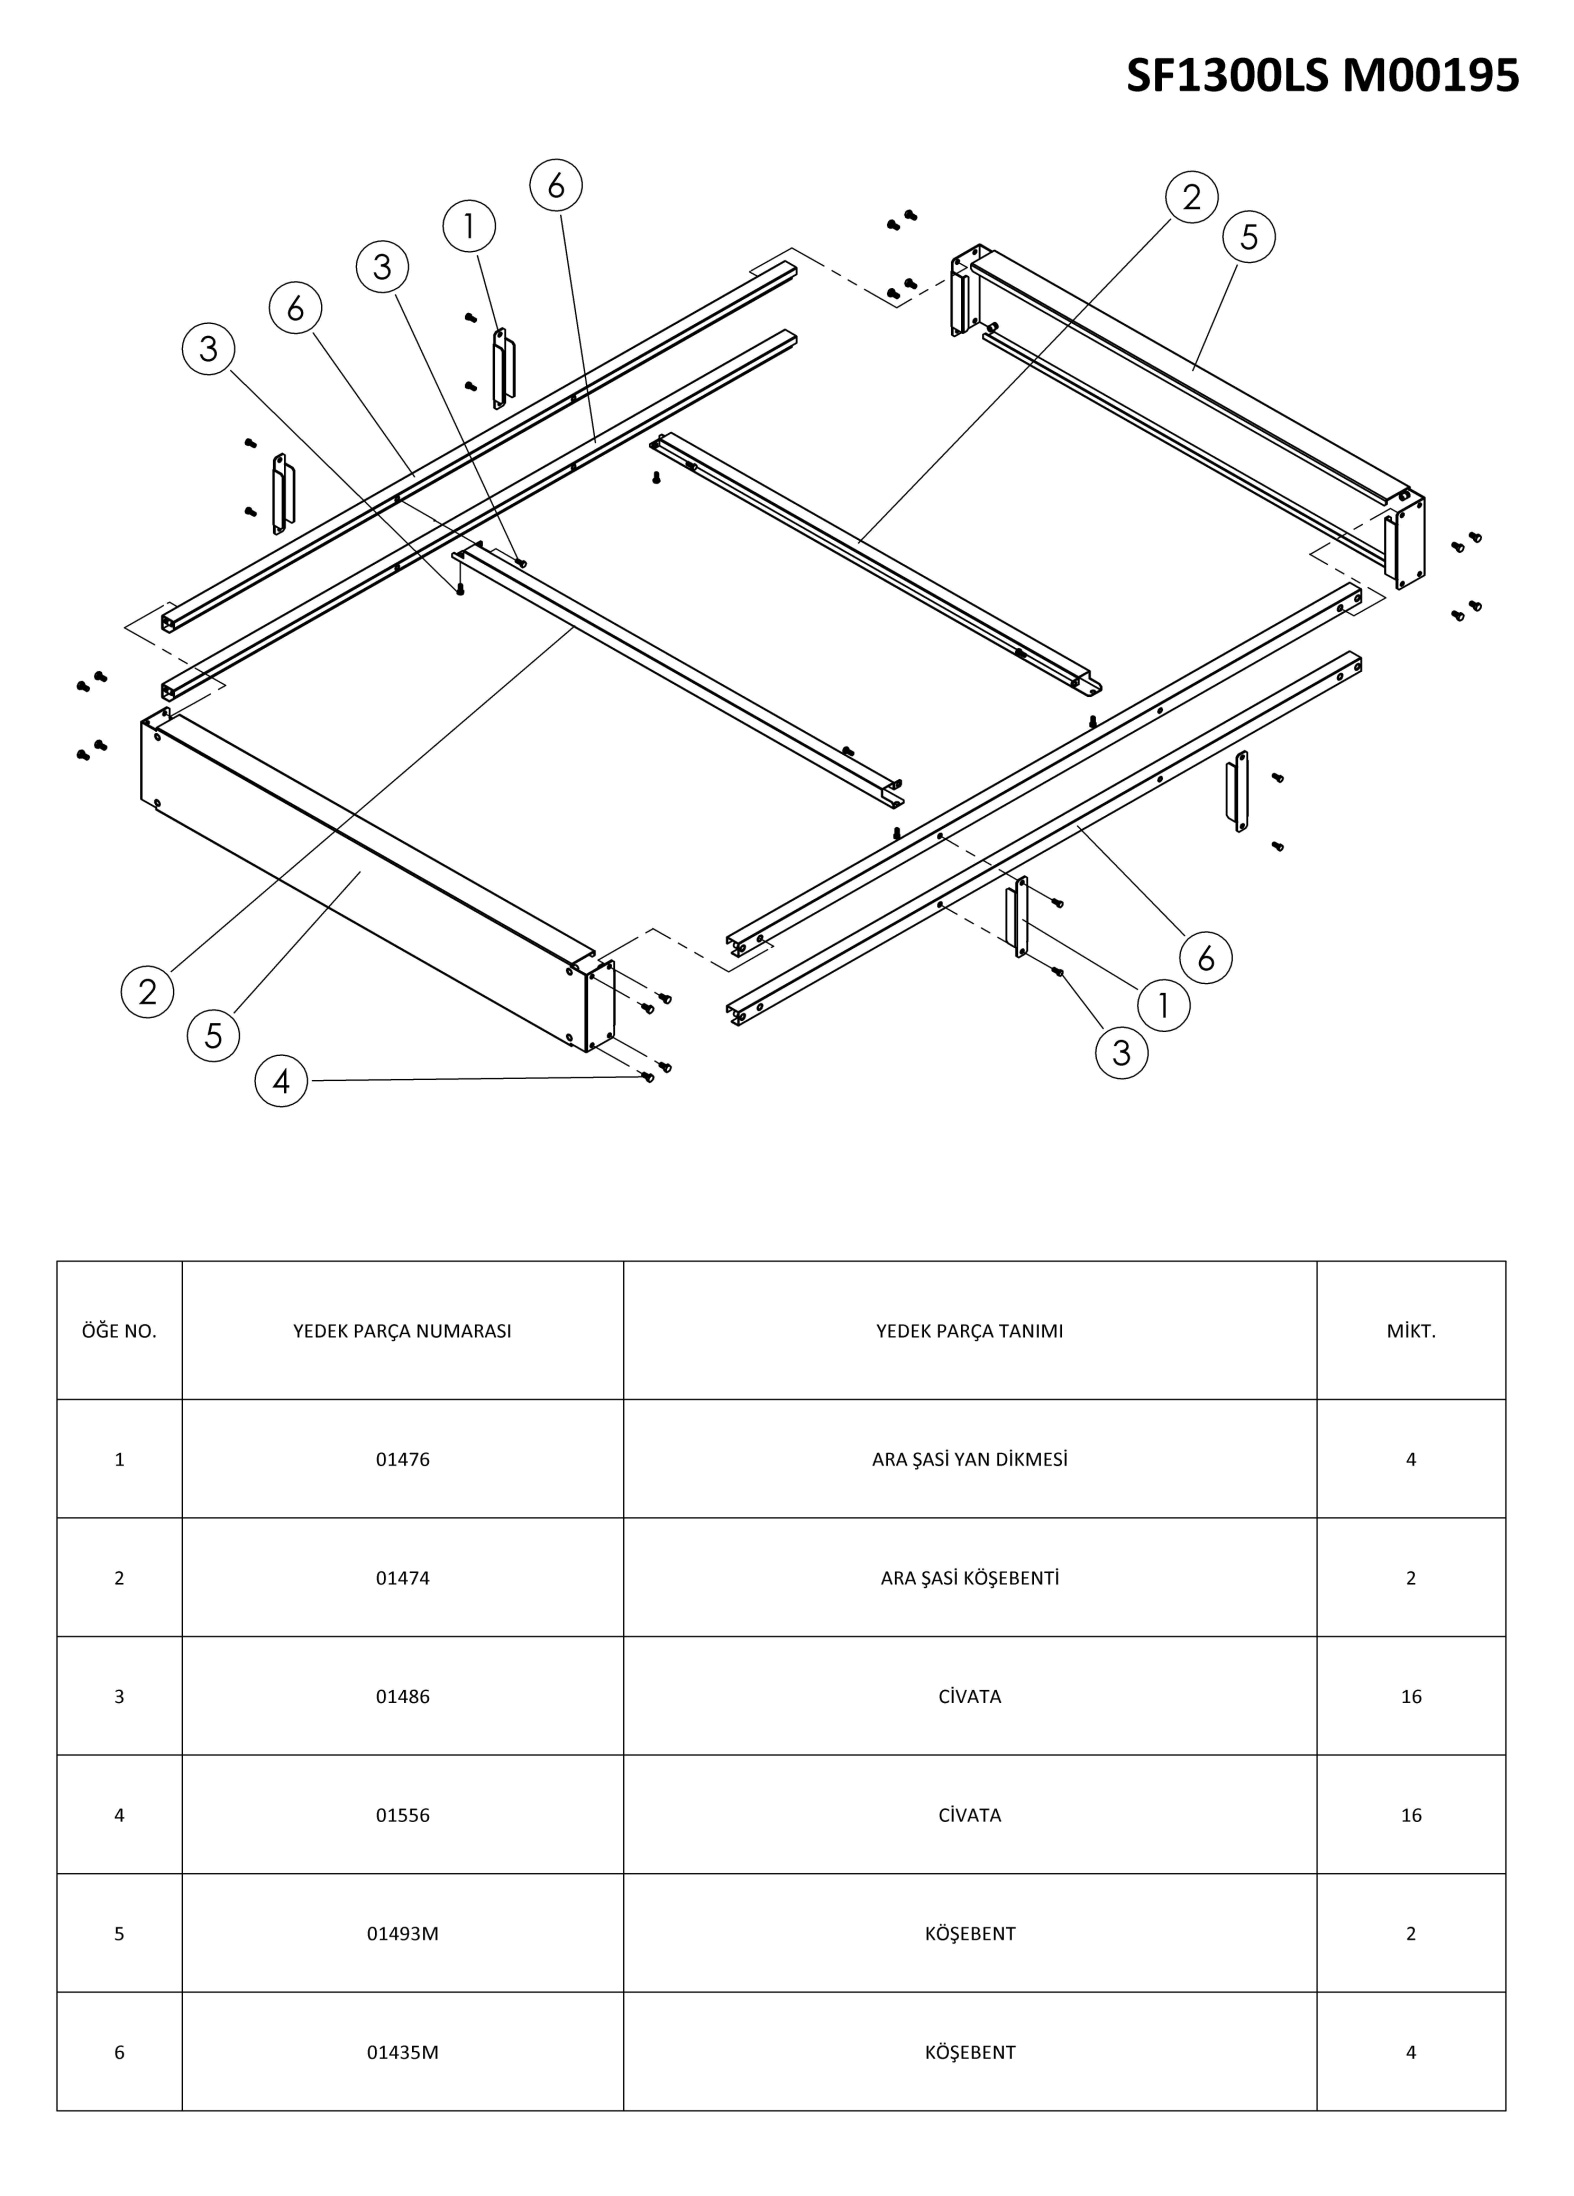 SF1300LS M00195
6
2
1
5
3
6
3
6
2
1
5
3
4
ÖĞE NO. YEDEK PARÇA NUMARASI YEDEK PARÇA TANIMI MİKT.
1 01476 ARA ŞASİ YAN DİKMESİ 4
2 01474 ARA ŞASİ KÖŞEBENTİ 2
3 01486 CİVATA 16
4 01556 CİVATA 16
5 01493M KÖŞEBENT 2
6 01435M KÖŞEBENT 4